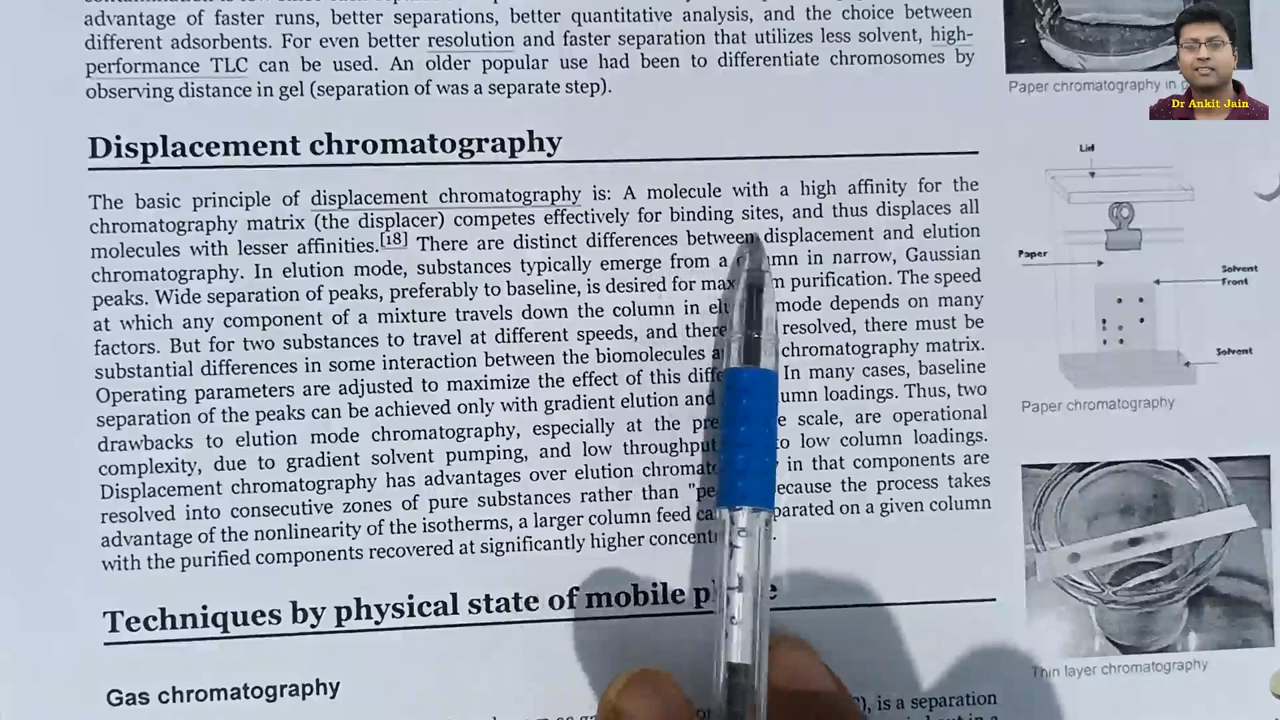 advantage of faster runs, better separations, better quantitative analysis, and the choice between
different adsorbents. For even better resolution and faster separation that utilizes less solvent, high-
performance TLC can be used. An older popular use had been to differentiate chromosomes by
observing distance in gel (separation of was a separate step).
Paper chromatography in
Dr Ankit Jain
Displacement chromatography
The basic principle of displacement chromatography is: A molecule with a high affinity for the
chromatography matrix (the displacer) competes effectively for binding sites, and thus displaces all
molecules with lesser affinities.[18] There are distinct differences between displacement and elution
chromatography. In elution mode, substances typically emerge from a in narrow, Gaussian
peaks. Wide separation of peaks, preferably to baseline, is desired for purification. The speed
at which any component of a mixture travels down the column in mode depends on many
factors. But for two substances to travel at different speeds, and resolved, there must be
substantial differences in some interaction between the biomolecules chromatography matrix.
Operating parameters are adjusted to maximize the effect of this In many cases, baseline
separation of the peaks can be achieved only with gradient elution and loadings. Thus, two
drawbacks to elution mode chromatography, especially at the scale, are operational
complexity, due to gradient solvent pumping, and low throughput to low column loadings.
Displacement chromatography has advantages over elution in that components are
resolved into consecutive zones of pure substances rather than because the process takes
advantage of the nonlinearity of the isotherms, a larger column feed on a given column
with the purified components recovered at significantly higher
Lid
Paper
Solvent
Front
Solvent
Paper chromatography
Thin layer chromatography
Techniques by physical state of mobile
Gas chromatography
is a separation